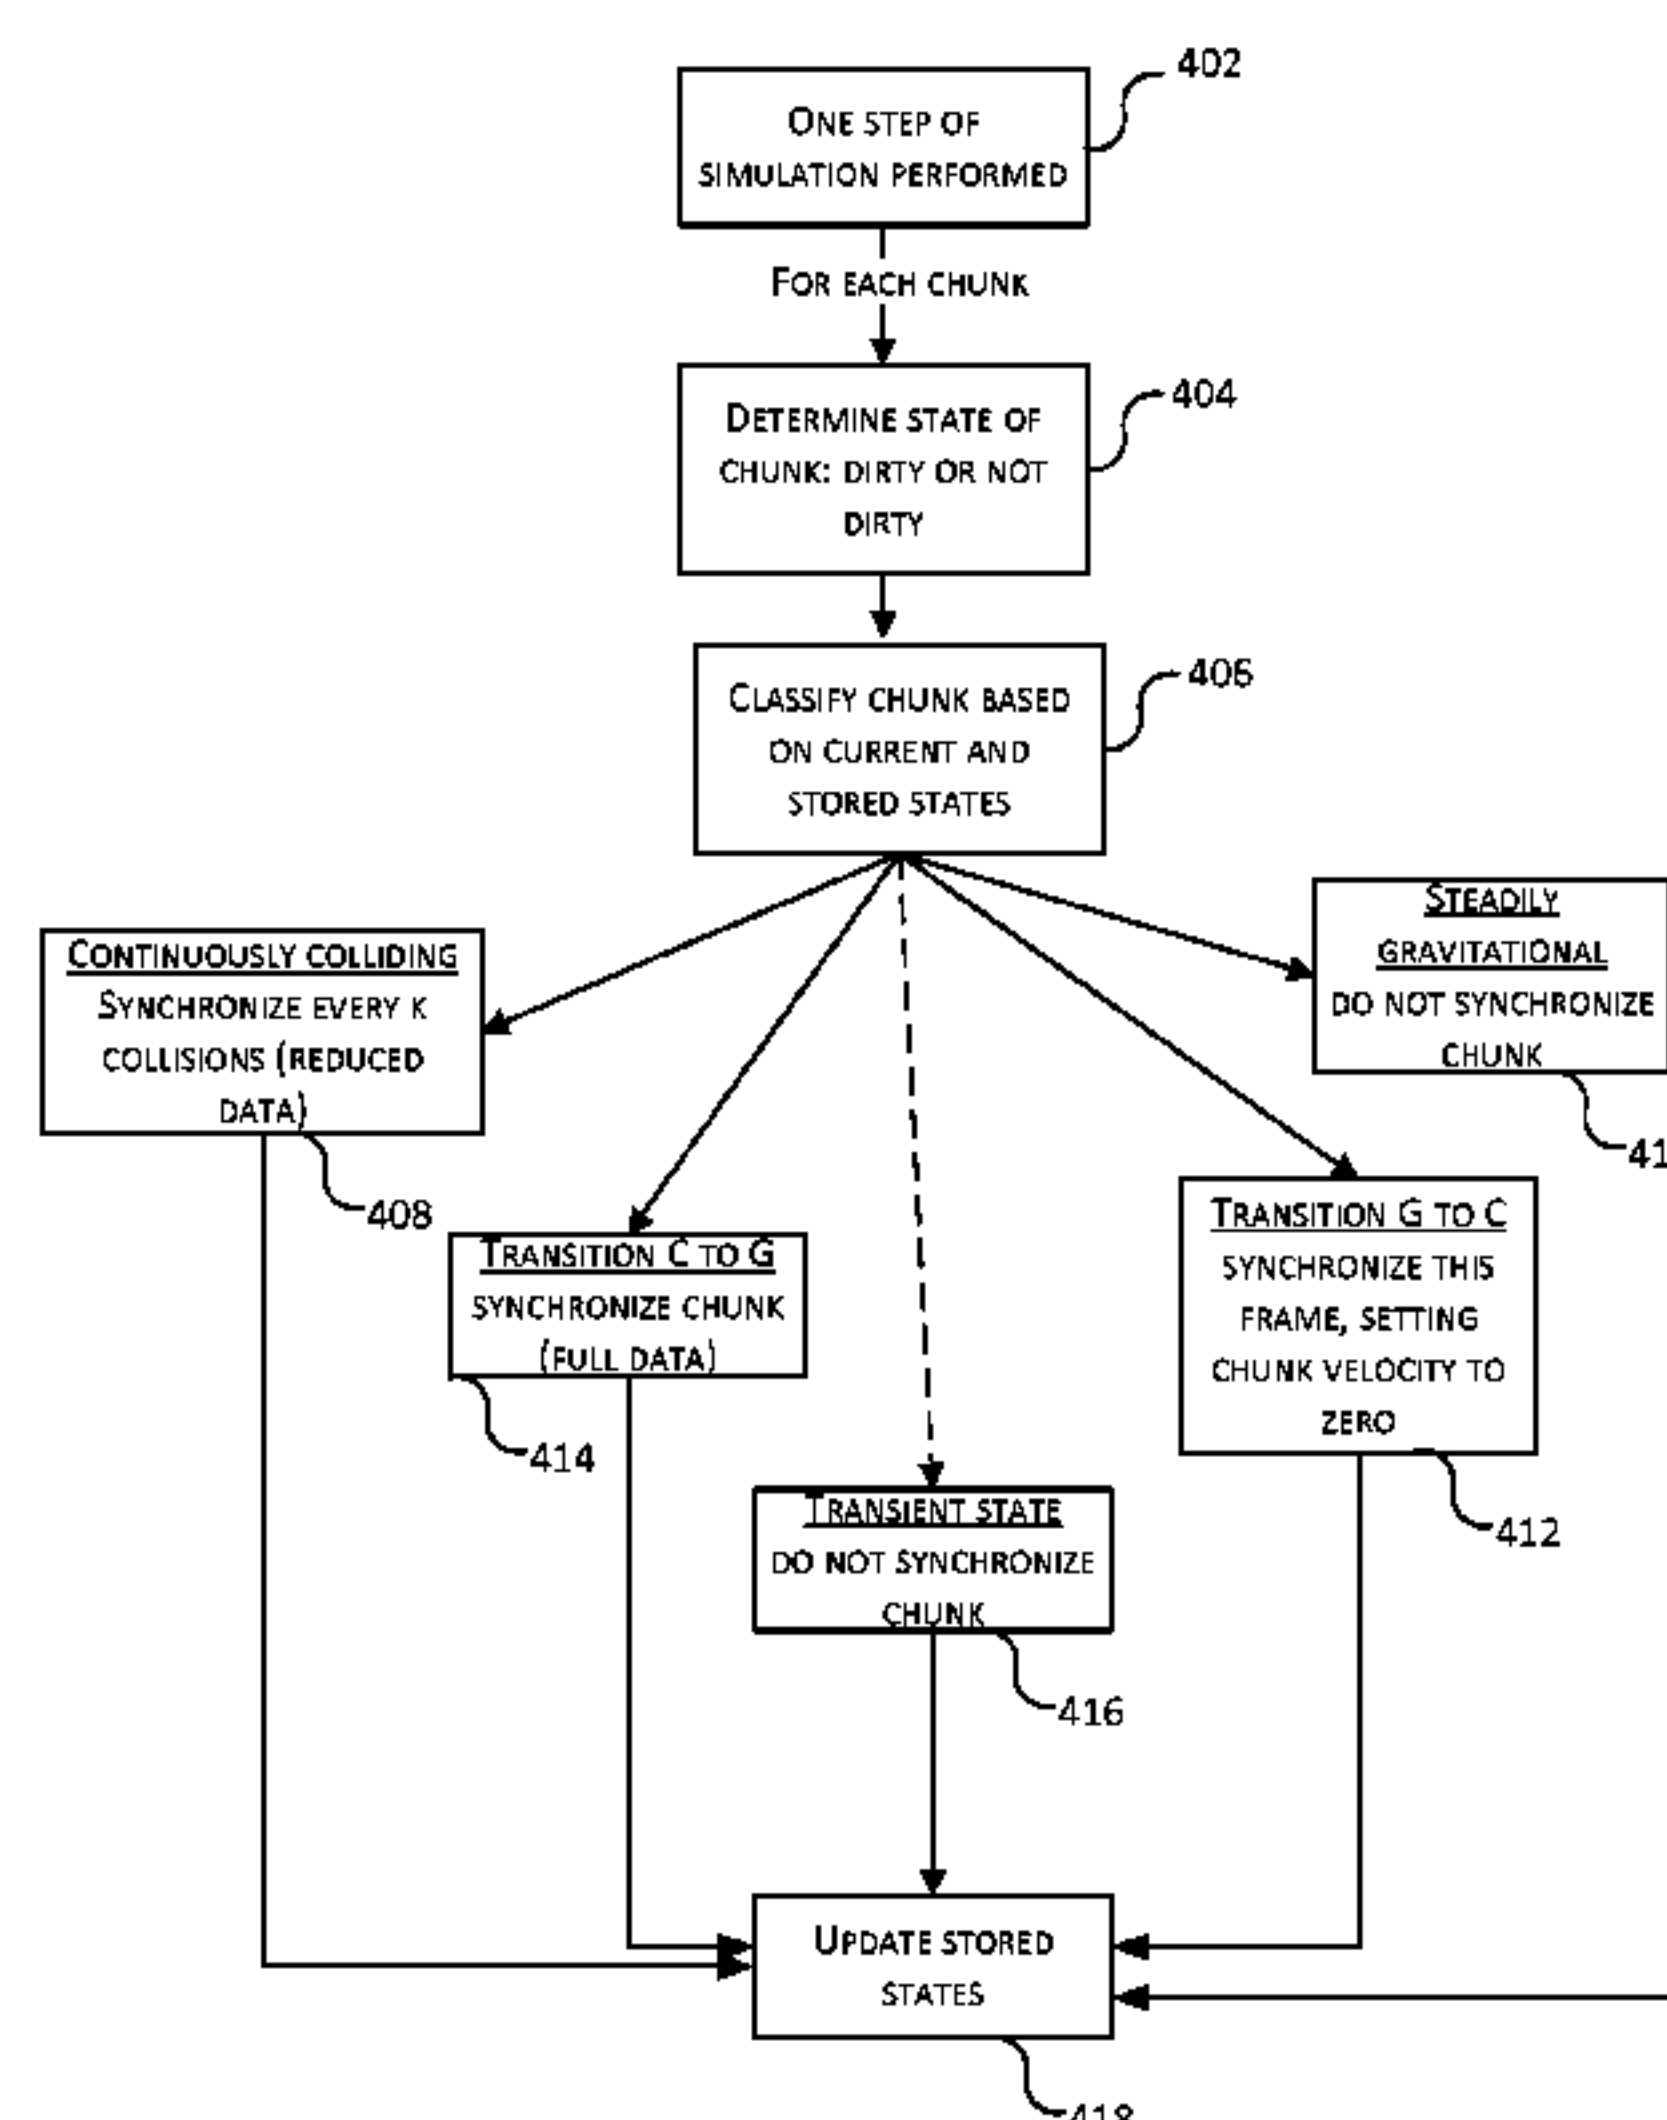 402
ONE STEP OF
SIMULATION PERFORMED
FOR EACH CHUNK
404
DETERMINE STATE OF
CHUNK: DIRTY OR NOT
DIRTY
406
CLASSIFY CHUNK BASED
ON CURRENT AND
STORED STATES
CONTINUOUSLY COLLIDING
SYNCHRONIZE EVERY K
COLLISIONS (REDUCED
DATA)
408
STEADILY
GRAVITATIONAL
DO NOT SYNCHRONIZE
CHUNK
41
TRANSITION C TO G
SYNCHRONIZE CHUNK
(FULL DATA)
414
TRANSITION G TO C
SYNCHRONIZE THIS
FRAME, SETTING
CHUNK VELOCITY TO
ZERO
412
TRANSIENT STATE
DO NOT SYNCHRONIZE
CHUNK
416
UPDATE STORED
STATES
418